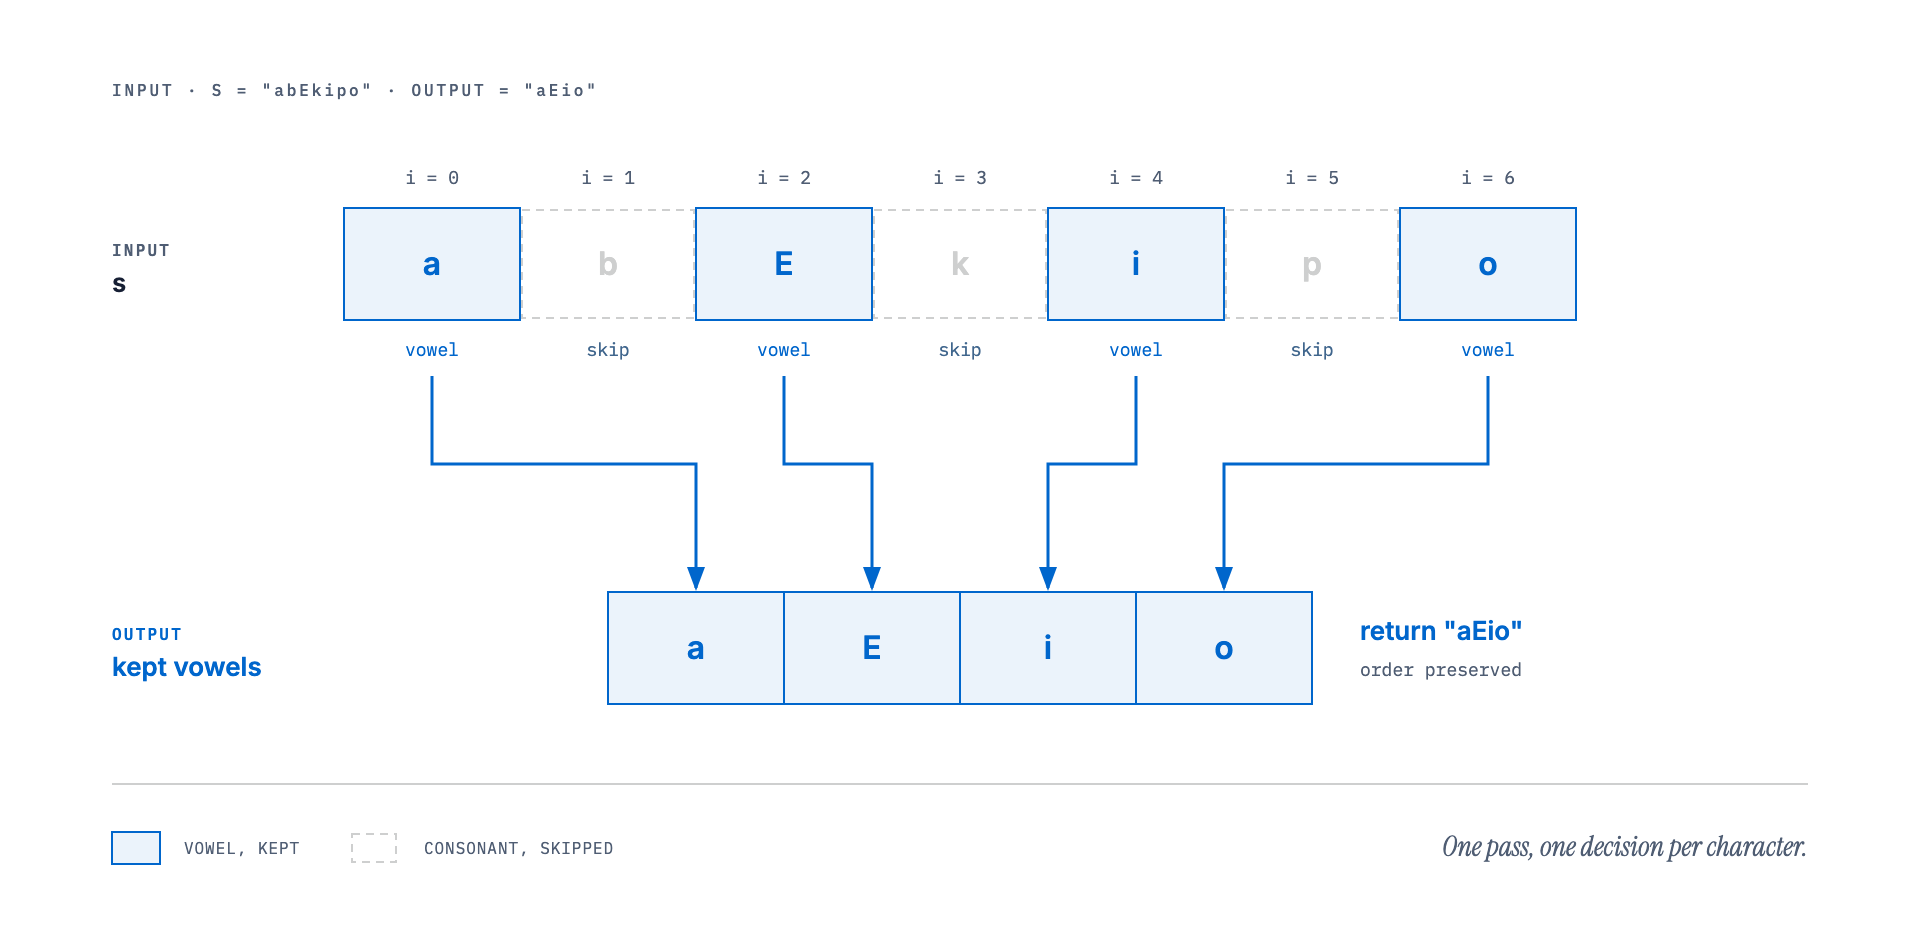 INPUT · S = "abEkipo" · OUTPUT = "aEio"
i = 0 i = 1 i = 2 i = 3 i = 4 i = 5 i = 6
INPUT
s
a b E k i p o
vowel skip vowel skip vowel skip vowel
OUTPUT
kept vowels
a E i o
return "aEio"
order preserved
VOWEL, KEPT CONSONANT, SKIPPED
One pass, one decision per character.